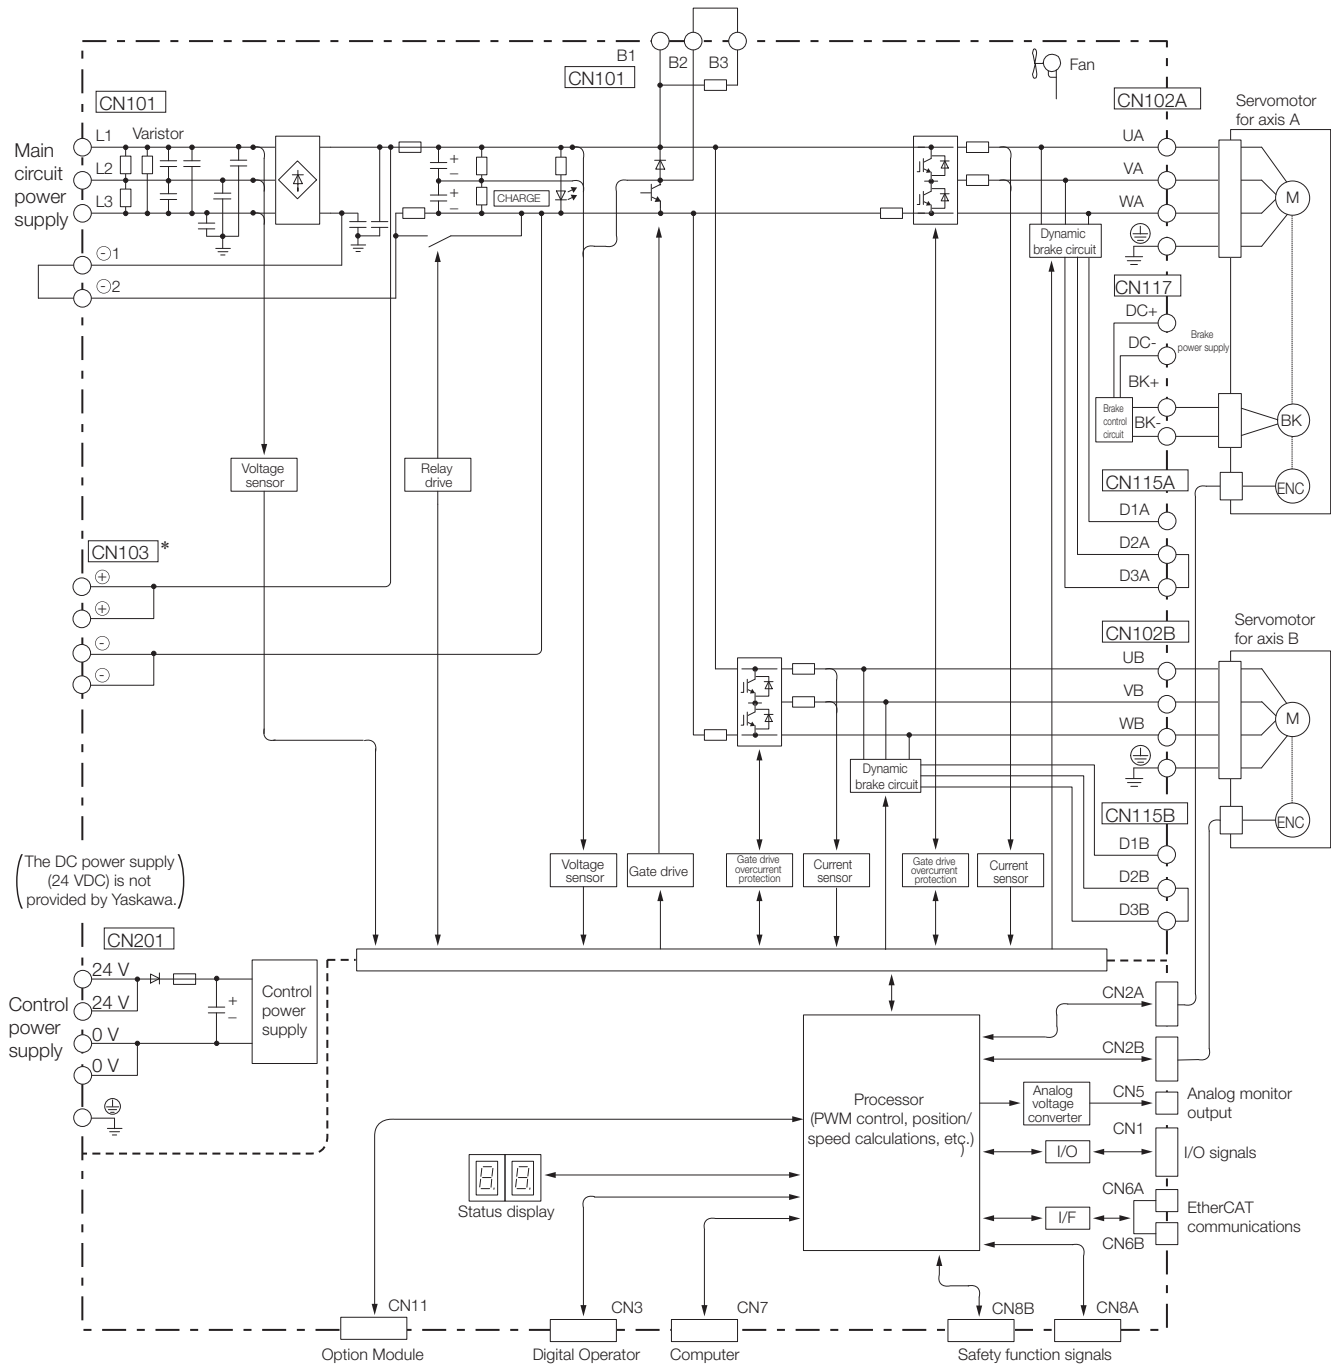 B1
B2
B3
CN101
Fan
CN101
CN102A
Servomotor
for axis A
Main
circuit
power
supply
L1
Varistor
L2
L3
CHARGE
+
−
+
−
UA
VA
WA
M
Dynamic
brake circuit
⊖1
⊖2
CN117
DC+
DC-
Brake
power supply
BK+
BK-
Brake
control
circuit
BK
Voltage
sensor
Relay
drive
CN115A
ENC
D1A
D2A
D3A
CN103 *
⊕
⊕
⊖
⊖
CN102B
Servomotor
for axis B
UB
VB
WB
M
Dynamic
brake circuit
CN115B
ENC
D1B
D2B
D3B
(The DC power supply
(24 VDC) is not
provided by Yaskawa.)
Voltage
sensor
Gate drive
Gate drive
overcurrent
protection
Current
sensor
Gate drive
overcurrent
protection
Current
sensor
CN201
Control
power
supply
24 V
24 V
0 V
0 V
+
−
Control
power
supply
CN2A
CN2B
Processor
(PWM control, position/
speed calculations, etc.)
)
Analog
voltage
converter
CN5
Analog monitor
output
CN1
I/O
I/O signals
CN6A
I/F
EtherCAT
communications
CN6B
8.
8.
Status display
CN11
CN3
CN7
CN8B
CN8A
Option Module
Digital Operator
Computer
Safety function signals